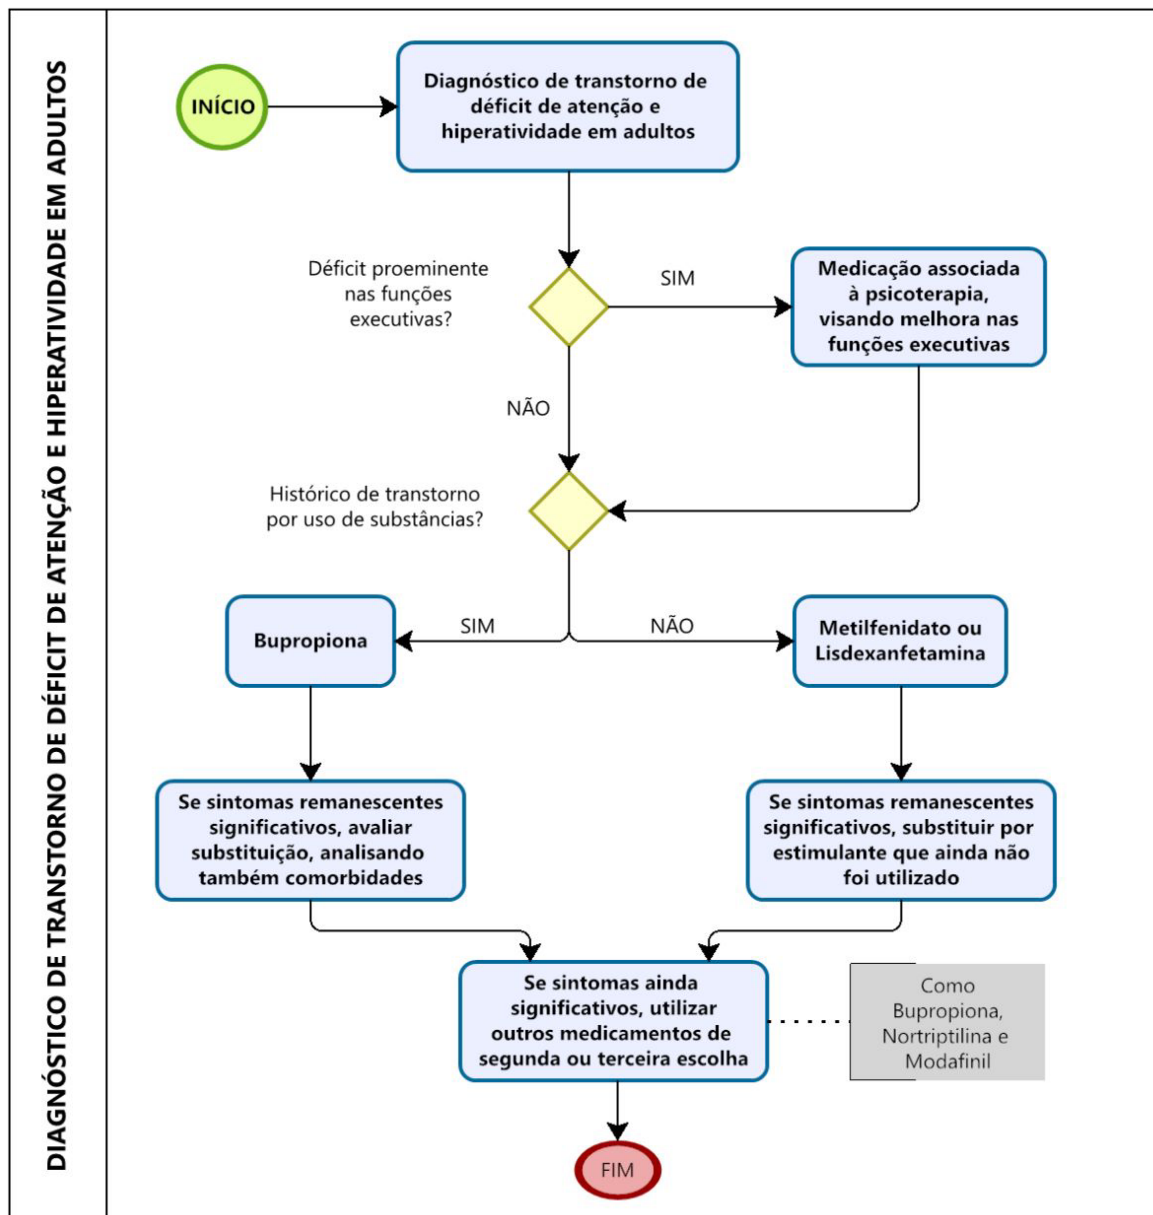 DIAGNÓSTICO DE TRANSTORNO DE DÉFICIT DE ATENÇÃO E HIPERATIVIDADE EM ADULTOS
INÍCIO
Diagnóstico de transtorno de
déficit de atenção e
hiperatividade em adultos
Déficit proeminente
nas funções
executivas?
SIM
Medicação associada
à psicoterapia,
visando melhora nas
funções executivas
NÃO
Histórico de transtorno
por uso de substâncias?
Bupropiona
SIM
NÃO
Metilfenidato ou
Lisdexanfetamina
Se sintomas remanescentes
significativos, avaliar
substituição, analisando
também comorbidades
Se sintomas remanescentes
significativos, substituir por
estimulante que ainda não
foi utilizado
Se sintomas ainda
significativos, utilizar
outros medicamentos de
segunda ou terceira escolha
Como
Bupropiona,
Nortriptilina e
Modafinil
FIM